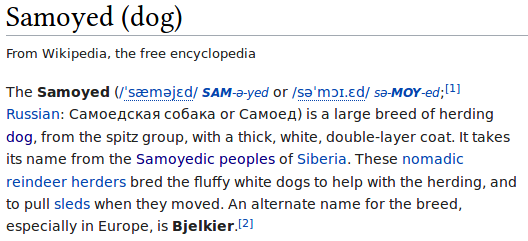 Samoyed (dog)
From Wikipedia, the free encyclopedia
The Samoyed (/ˈsæməjɛd/ SAM-ə-yed or /səˈmɔɪ.ɛd/ sə-MOY-ed;[1]
Russian: Самоедская собака or Самоед) is a large breed of herding
dog, from the spitz group, with a thick, white, double-layer coat. It takes
its name from the Samoyedic peoples of Siberia. These nomadic
reindeer herders bred the fluffy white dogs to help with the herding, and
to pull sleds when they moved. An alternate name for the breed,
especially in Europe, is Bjelkier.[2]